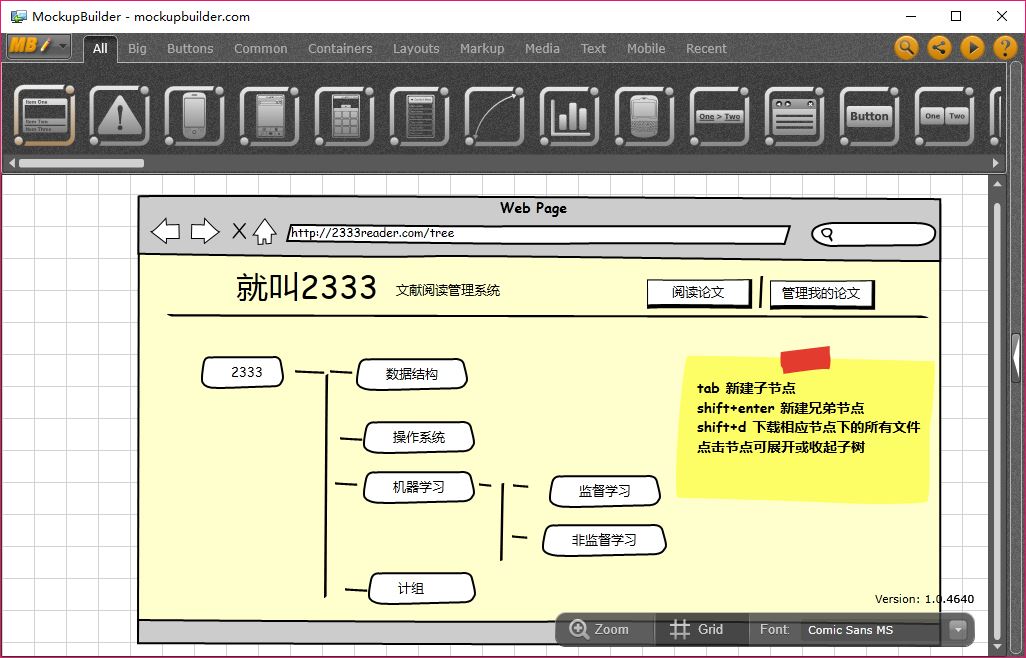 MockupBuilder - mockupbuilder.com
MB
All Big Buttons Common Containers Layouts Markup Media Text Mobile Recent
Item One
Item Two
Item Three
One > Two
Button
One Two
Web Page
http://2333reader.com/tree
就叫2333 文献阅读管理系统
阅读论文
管理我的论文
2333
数据结构
操作系统
机器学习
监督学习
非监督学习
计组
tab 新建子节点
shift+enter 新建兄弟节点
shift+d 下载相应节点下的所有文件
点击节点可展开或收起子树
Version: 1.0.4640
Zoom Grid Font: Comic Sans MS